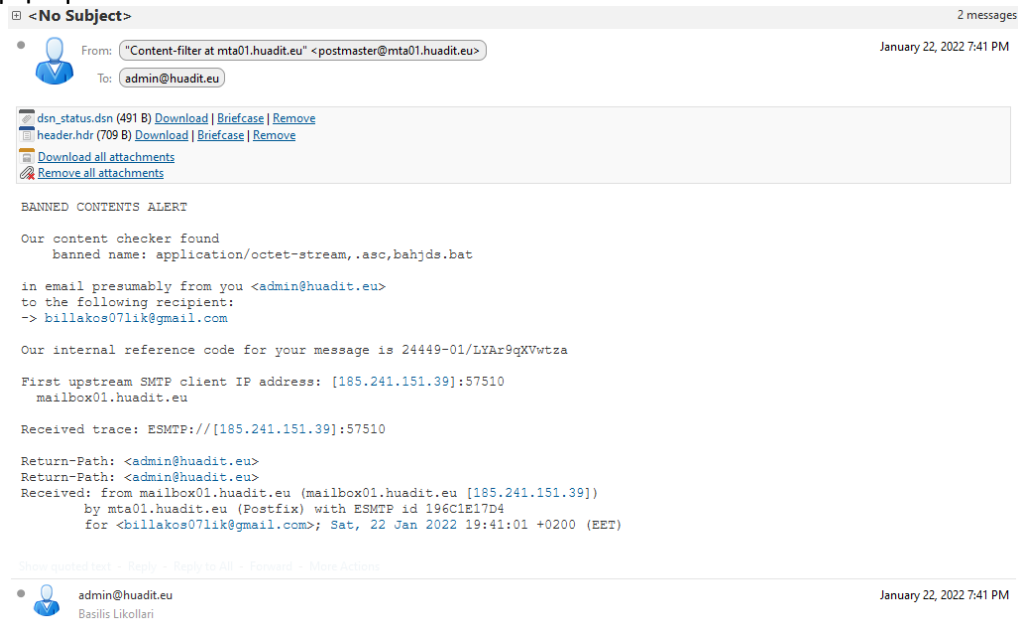 <No Subject>
2 messages
From: "Content-filter at mta01.huadit.eu" <postmaster@mta01.huadit.eu>
January 22, 2022 7:41 PM
To: admin@huadit.eu
dsn_status.dsn (491 B) Download | Briefcase | Remove
header.hdr (709 B) Download | Briefcase | Remove
Download all attachments
Remove all attachments
BANNED CONTENTS ALERT
Our content checker found
banned name: application/octet-stream,.asc,bahjds.bat
in email presumably from you <admin@huadit.eu>
to the following recipient:
-> billakos07lik@gmail.com
Our internal reference code for your message is 24449-01/LYAr9qXVwtza
First upstream SMTP client IP address: [185.241.151.39]:57510
mailbox01.huadit.eu
Received trace: ESMTP://[185.241.151.39]:57510
Return-Path: <admin@huadit.eu>
Return-Path: <admin@huadit.eu>
Received: from mailbox01.huadit.eu (mailbox01.huadit.eu [185.241.151.39])
by mta01.huadit.eu (Postfix) with ESMTP id 196C1E17D4
for <billakos07lik@gmail.com>; Sat, 22 Jan 2022 19:41:01 +0200 (EET)
Show quoted text - Reply - Reply to All - Forward - More Actions
admin@huadit.eu
January 22, 2022 7:41 PM
Basilis Likollari